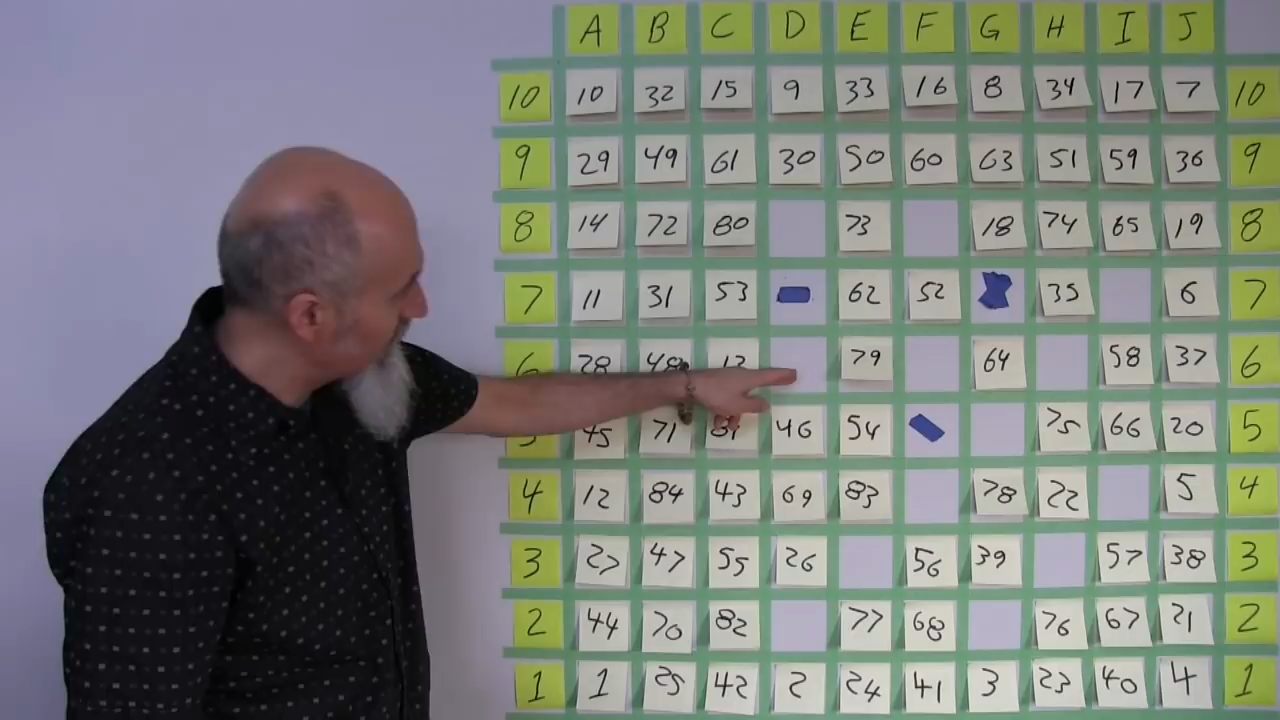 A B C D E F G H I J
10 10 32 15 9 33 16 8 34 17 7 10
9 29 49 61 30 50 60 63 51 59 36 9
8 14 72 80 73 18 74 65 19 8
7 11 31 53 62 52 35 6 7
6 28 48 13 79 64 58 37 6
5 45 71 81 46 54 75 66 20 5
4 12 84 43 69 83 78 22 5 4
3 27 47 55 26 56 39 57 38 3
2 44 70 82 77 68 76 67 21 2
1 1 25 42 2 24 41 3 23 40 4 1